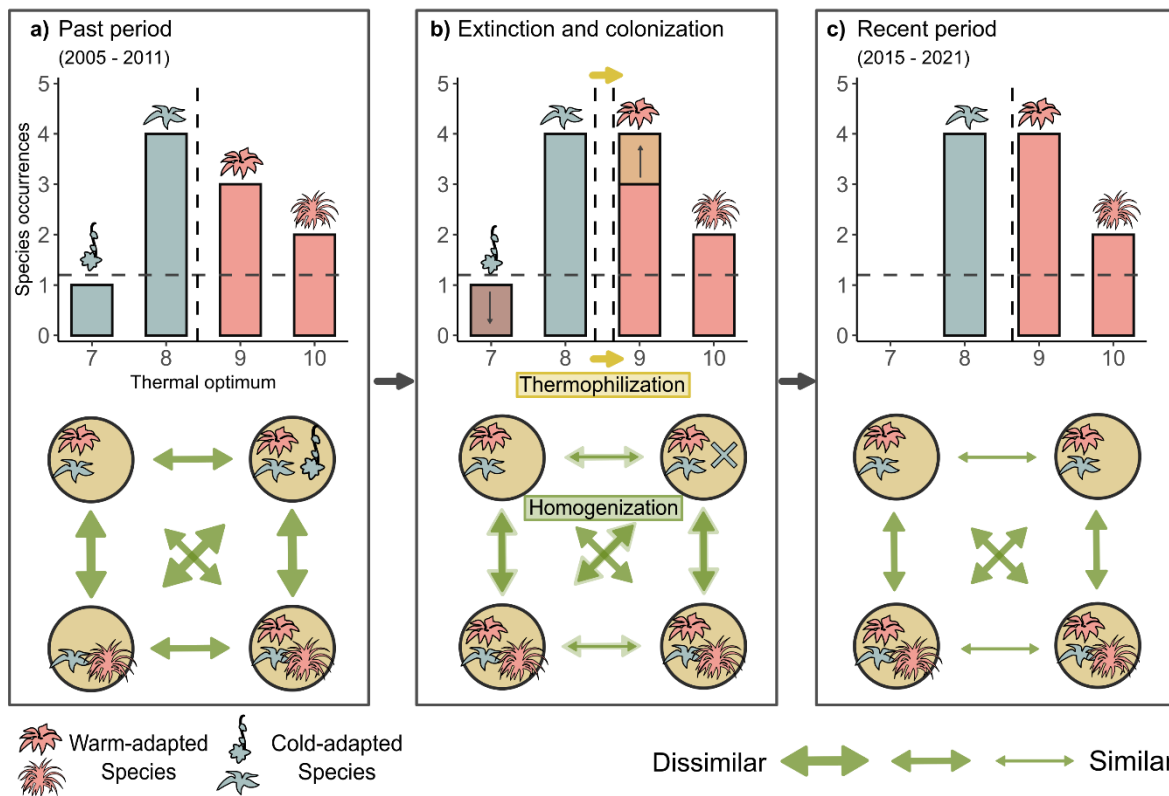 a) Past period
(2005 - 2011)
Species occurrences
5
4
3
2
1
0
7 8 9 10
Thermal optimum
b) Extinction and colonization
5
4
3
2
1
0
7 8 9 10
Thermophilization
Homogenization
c) Recent period
(2015 - 2021)
5
4
3
2
1
0
7 8 9 10
Warm-adapted
Species
Cold-adapted
Species
Dissimilar
Similar